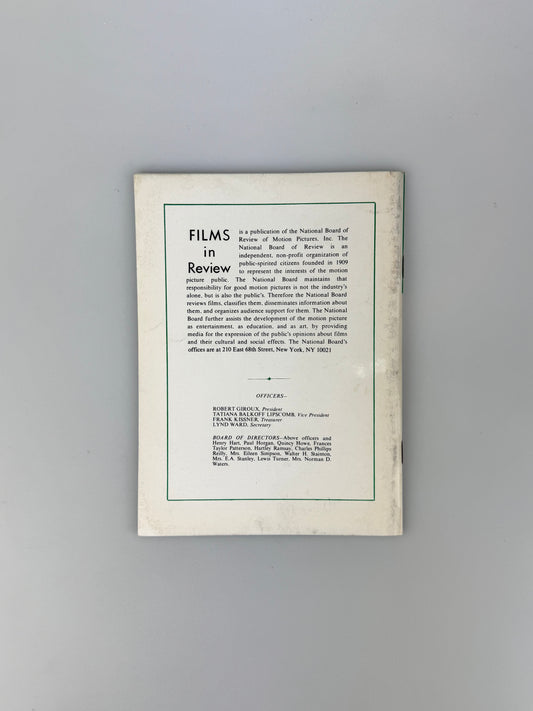 FILMS
in
Review
is a publication of the National Board of
Review of Motion Pictures, Inc. The
National Board of Review is an
independent, non-profit organization of
public-spirited citizens founded in 1909
to represent the interests of the motion
picture public. The National Board maintains that
responsibility for good motion pictures is not the industry's
alone, but is also the public's. Therefore the National Board
reviews films, classifies them, disseminates information about
them, and organizes audience support for them. The National
Board further assists the development of the motion picture
as entertainment, as education, and as art, by providing
media for the expression of the public's opinions about films
and their cultural and social effects. The National Board's
offices are at 210 East 68th Street, New York, NY 10021
OFFICERS–
ROBERT GIROUX, President
TATIANA BALKOFF LIPSCOMB, Vice President
FRANK KISSNER, Treasurer
LYND WARD, Secretary
BOARD OF DIRECTORS–Above officers and
Henry Hart, Paul Horgan, Quincy Howe, Frances
Taylor Patterson, Hartley Ramsay, Charles Phillips
Reilly, Mrs. Eileen Simpson, Walter H. Staimton,
Mrs. E.A. Stanley, Lewis Turner, Mrs. Norman D.
Waters.